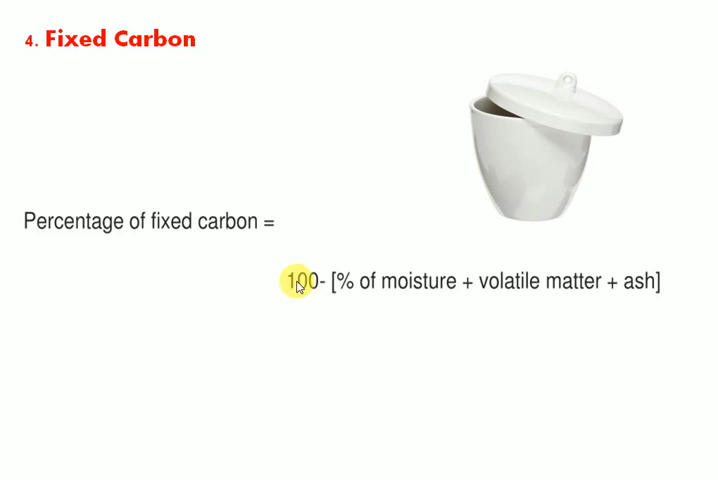 4. Fixed Carbon
Percentage of fixed carbon =
100- [% of moisture + volatile matter + ash]